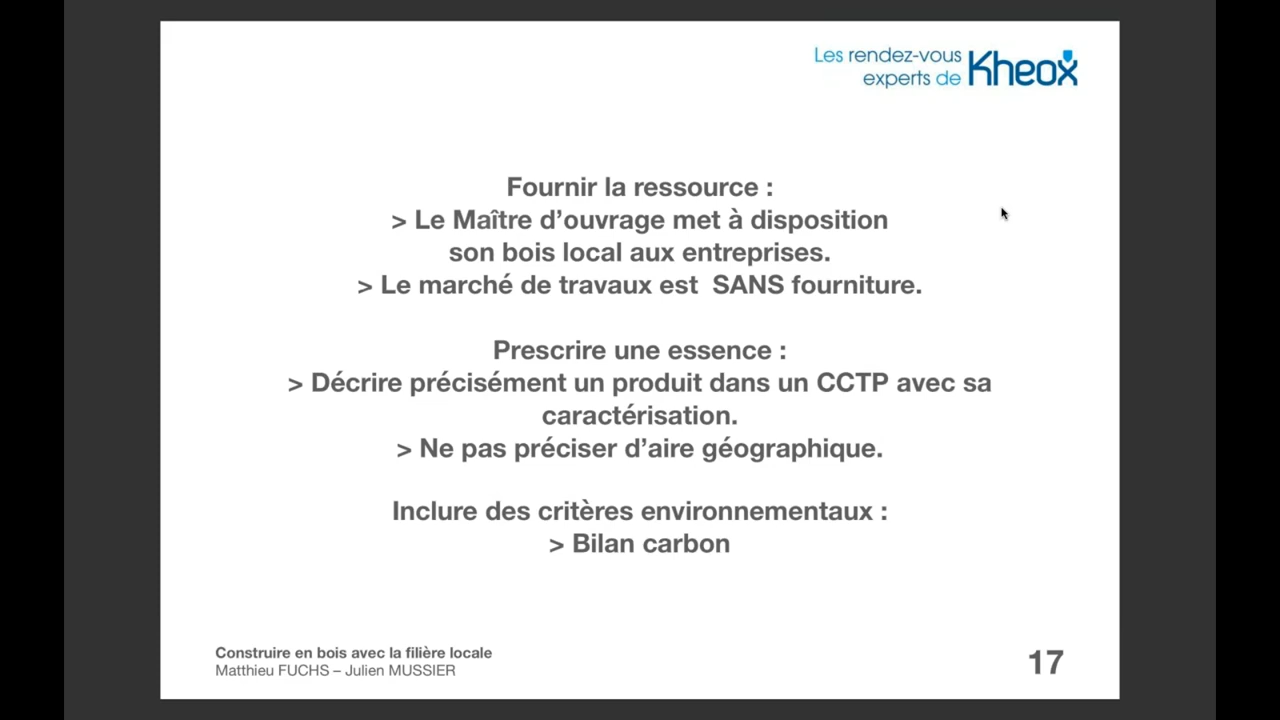 Les rendez-vous
experts de Kheox
Fournir la ressource :
> Le Maître d’ouvrage met à disposition
son bois local aux entreprises.
> Le marché de travaux est  SANS fourniture.
Prescrire une essence :
> Décrire précisément un produit dans un CCTP avec sa
caractérisation.
> Ne pas préciser d’aire géographique.
Inclure des critères environnementaux :
> Bilan carbon
Construire en bois avec la filière locale
Matthieu FUCHS – Julien MUSSIER
17